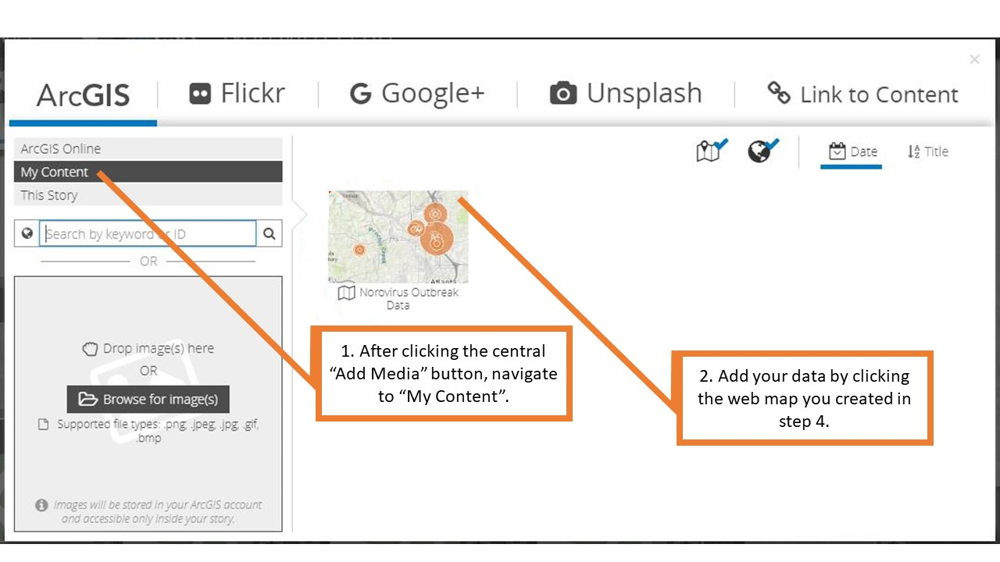 ArcGIS
Flickr
Google+
Unsplash
Link to Content
ArcGIS Online
My Content
This Story
Search by keyword or ID
OR
Drop image(s) here
OR
Browse for image(s)
Supported file types: .png, .jpeg, .jpg, .gif,
.bmp
Images will be stored in your ArcGIS account
and accessible only inside your story.
Date
Title
Creek
Atlanta
Norovirus Outbreak
Data
1. After clicking the central
“Add Media” button, navigate
to “My Content”.
2. Add your data by clicking
the web map you created in
step 4.